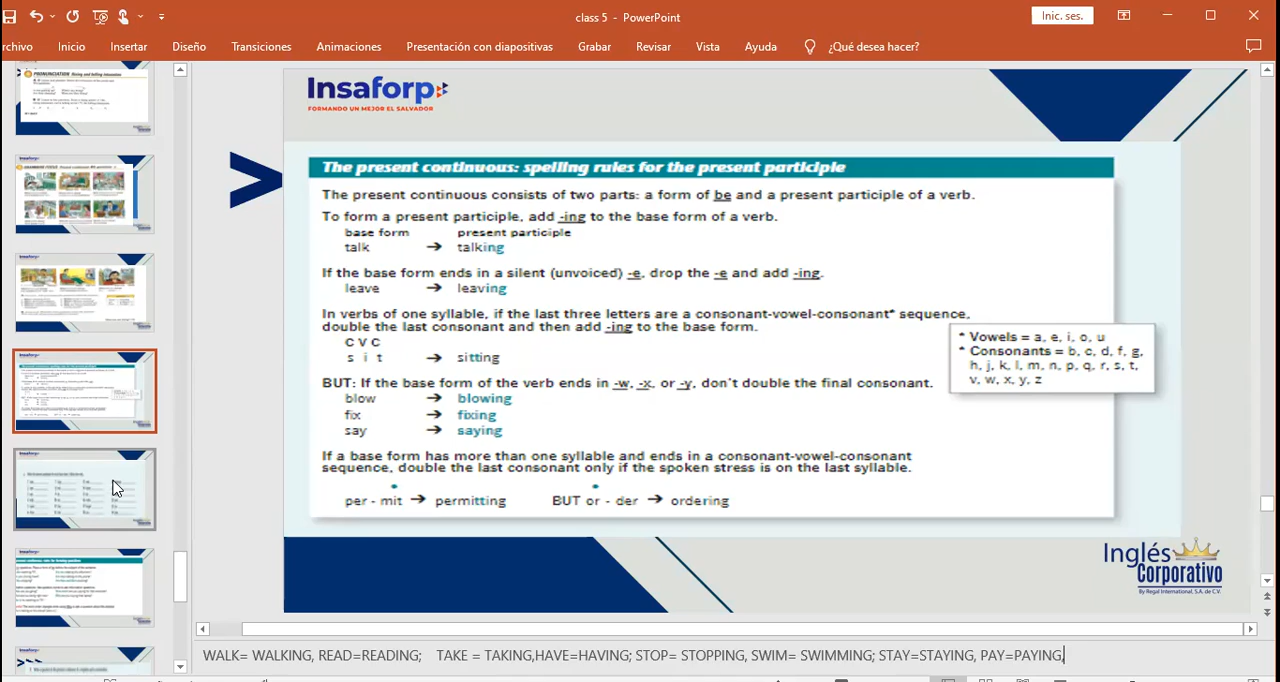 class 5 - PowerPoint
Inic. ses.
rchivo Inicio Insertar Diseño Transiciones Animaciones Presentación con diapositivas Grabar Revisar Vista Ayuda ¿Qué desea hacer?
Insaforp
FORMANDO UN MEJOR EL SALVADOR
The present continuous: spelling rules for the present participle
The present continuous consists of two parts: a form of be and a present participle of a verb.
To form a present participle, add -ing to the base form of a verb.
base form present participle
talk → talking
If the base form ends in a silent (unvoiced) -e, drop the -e and add -ing.
leave → leaving
In verbs of one syllable, if the last three letters are a consonant-vowel-consonant* sequence,
double the last consonant and then add -ing to the base form.
C V C
s i t → sitting
* Vowels = a, e, i, o, u
* Consonants = b, c, d, f, g,
h, j, k, l, m, n, p, q, r, s, t,
v, w, x, y, z
BUT: If the base form of the verb ends in -w, -x, or -y, don't double the final consonant.
blow → blowing
fix → fixing
say → saying
If a base form has more than one syllable and ends in a consonant-vowel-consonant
sequence, double the last consonant only if the spoken stress is on the last syllable.
per - mit → permitting BUT or - der → ordering
Inglés
Corporativo
By Regal International, S.A. de C.V.
WALK= WALKING, READ=READING; TAKE = TAKING,HAVE=HAVING; STOP= STOPPING, SWIM= SWIMMING; STAY=STAYING, PAY=PAYING,